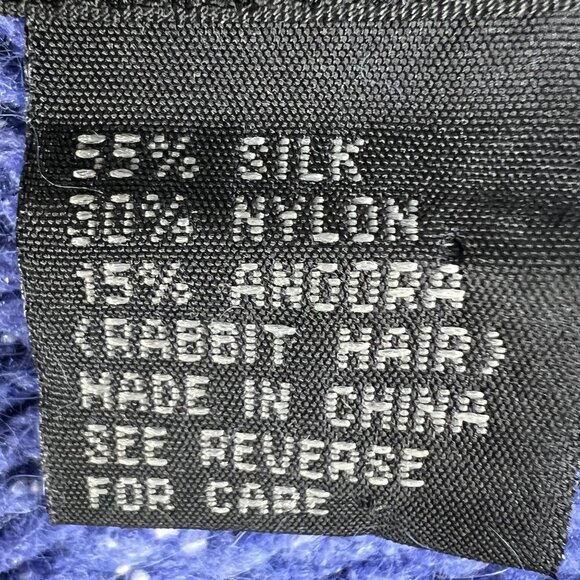 55% SILK
30% NYLON
15% ANGORA
(RABBIT HAIR)
MADE IN CHINA
SEE REVERSE
FOR CARE